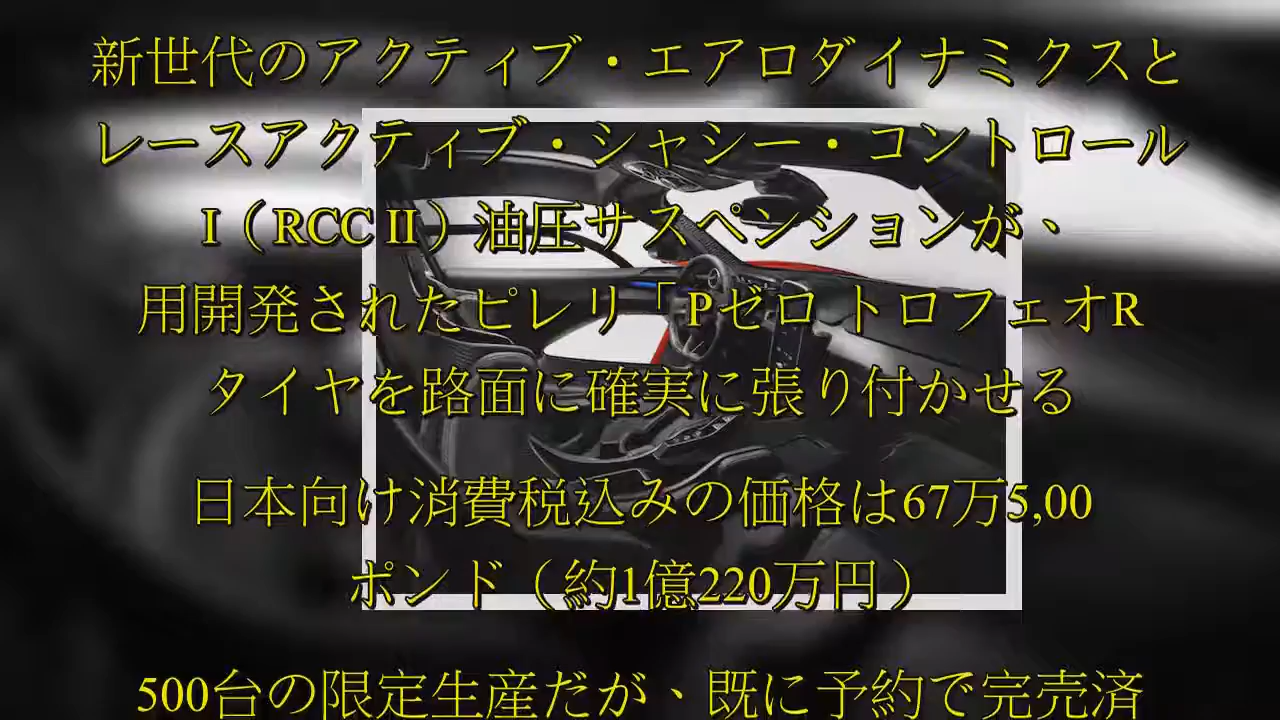 新世代のアクティブ・エアロダイナミクスと
レースアクティブ・シャシー・コントロール
I（RCC II）油圧サスペンションが、
用開発されたピレリ「Pゼロ トロフェオR
タイヤを路面に確実に張り付かせる
日本向け消費税込みの価格は67万5,00
ポンド（約1億220万円）
500台の限定生産だが、既に予約で完売済